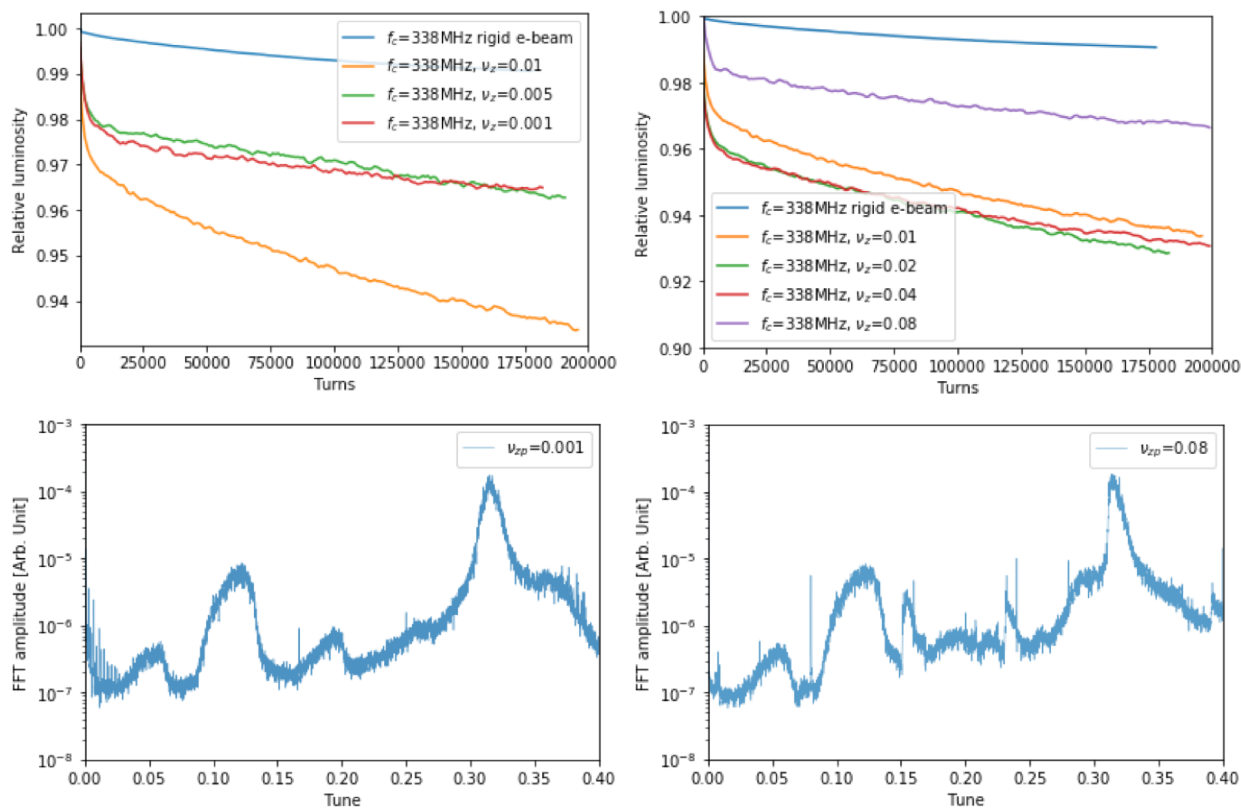 1.00
0.99
0.98
0.97
0.96
0.95
0.94
Relative luminosity
f_c=338MHz rigid e-beam
f_c=338MHz, ν_z=0.01
f_c=338MHz, ν_z=0.005
f_c=338MHz, ν_z=0.001
0 25000 50000 75000 100000 125000 150000 175000 200000
Turns
1.00
0.98
0.96
0.94
0.92
0.90
Relative luminosity
f_c=338MHz rigid e-beam
f_c=338MHz, ν_z=0.01
f_c=338MHz, ν_z=0.02
f_c=338MHz, ν_z=0.04
f_c=338MHz, ν_z=0.08
0 25000 50000 75000 100000 125000 150000 175000 200000
Turns
10⁻³
10⁻⁴
10⁻⁵
10⁻⁶
10⁻⁷
10⁻⁸
FFT amplitude [Arb. Unit]
ν_zp=0.001
0.00 0.05 0.10 0.15 0.20 0.25 0.30 0.35 0.40
Tune
10⁻³
10⁻⁴
10⁻⁵
10⁻⁶
10⁻⁷
10⁻⁸
FFT amplitude [Arb. Unit]
ν_zp=0.08
0.00 0.05 0.10 0.15 0.20 0.25 0.30 0.35 0.40
Tune